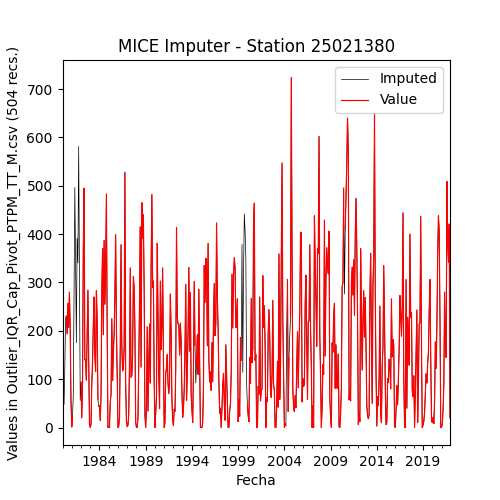 MICE Imputer - Station 25021380
Imputed
Value
Values in Outlier_IQR_Cap_Pivot_PTPM_TT_M.csv (504 recs.)
700
600
500
400
300
200
100
0
1984 1989 1994 1999 2004 2009 2014 2019
Fecha